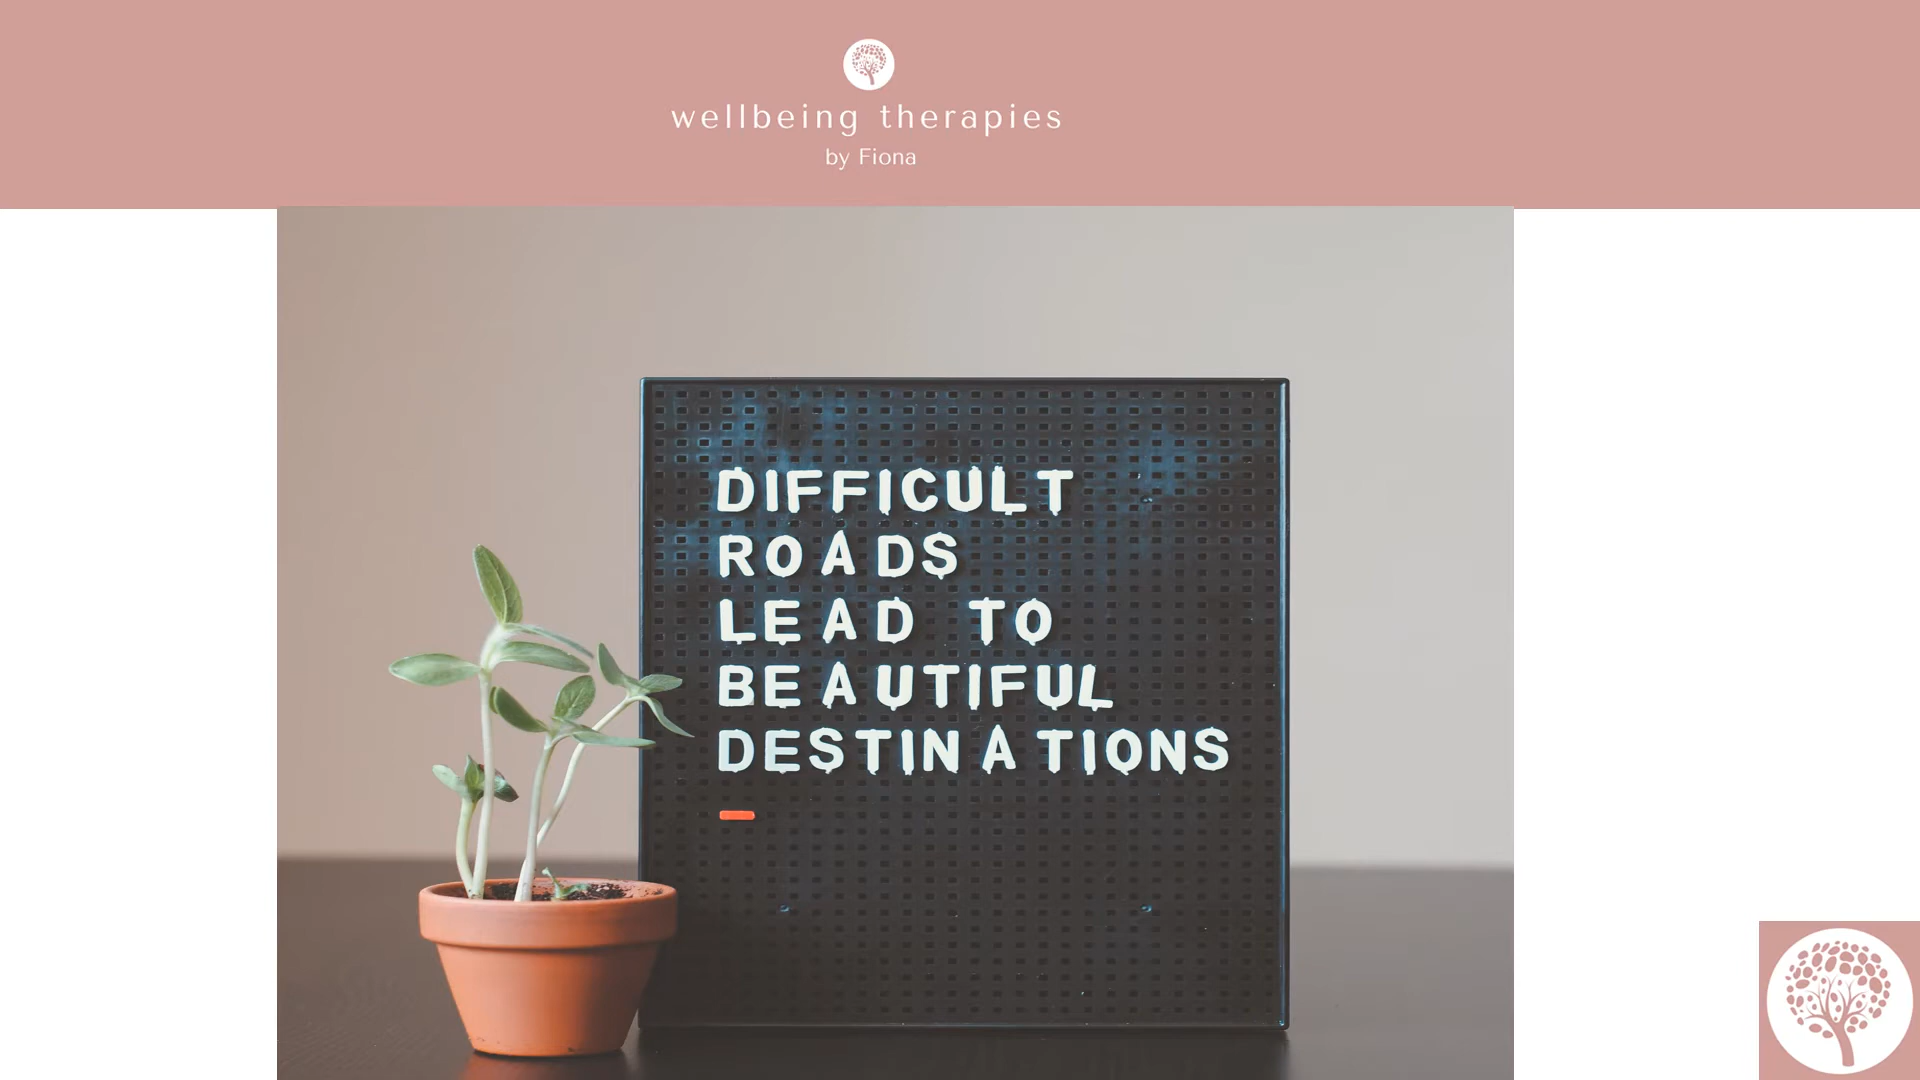 wellbeing therapies
by Fiona
DIFFICULT
ROADS
LEAD TO
BEAUTIFUL
DESTINATIONS